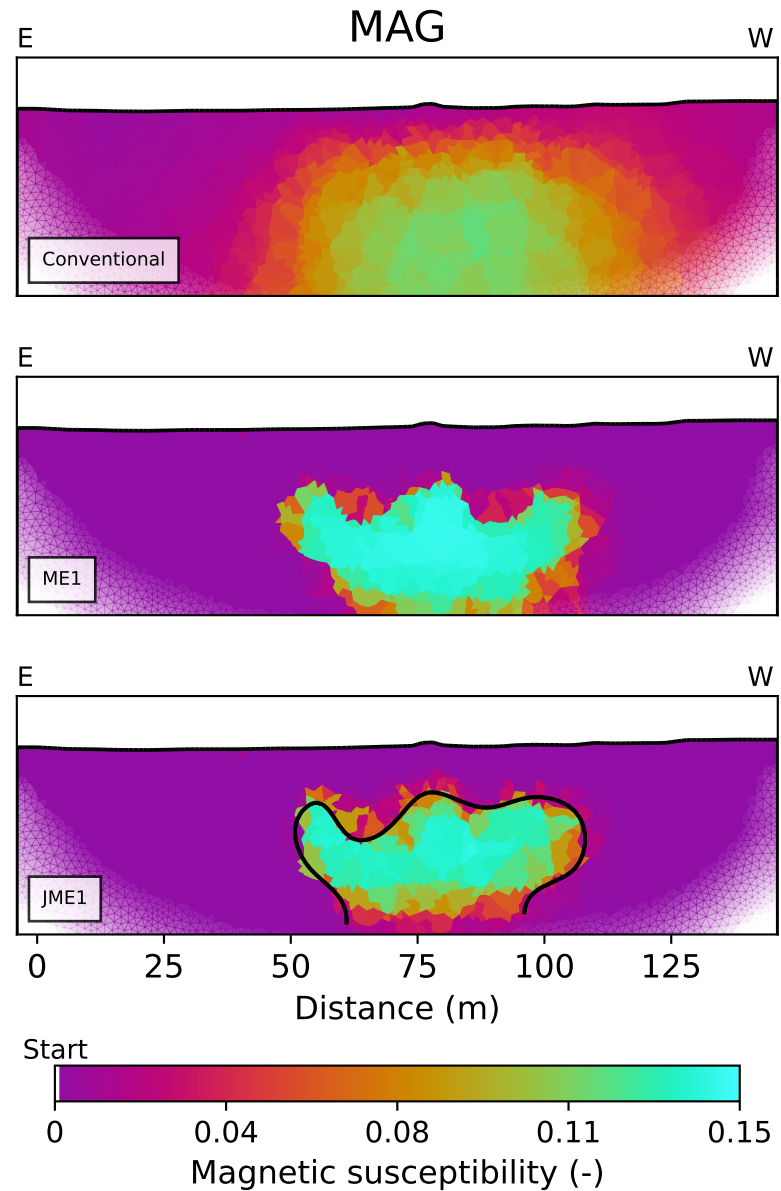 MAG
E W
Conventional
E W
ME1
E W
JME1
0 25 50 75 100 125
Distance (m)
Start
0 0.04 0.08 0.11 0.15
Magnetic susceptibility (-)